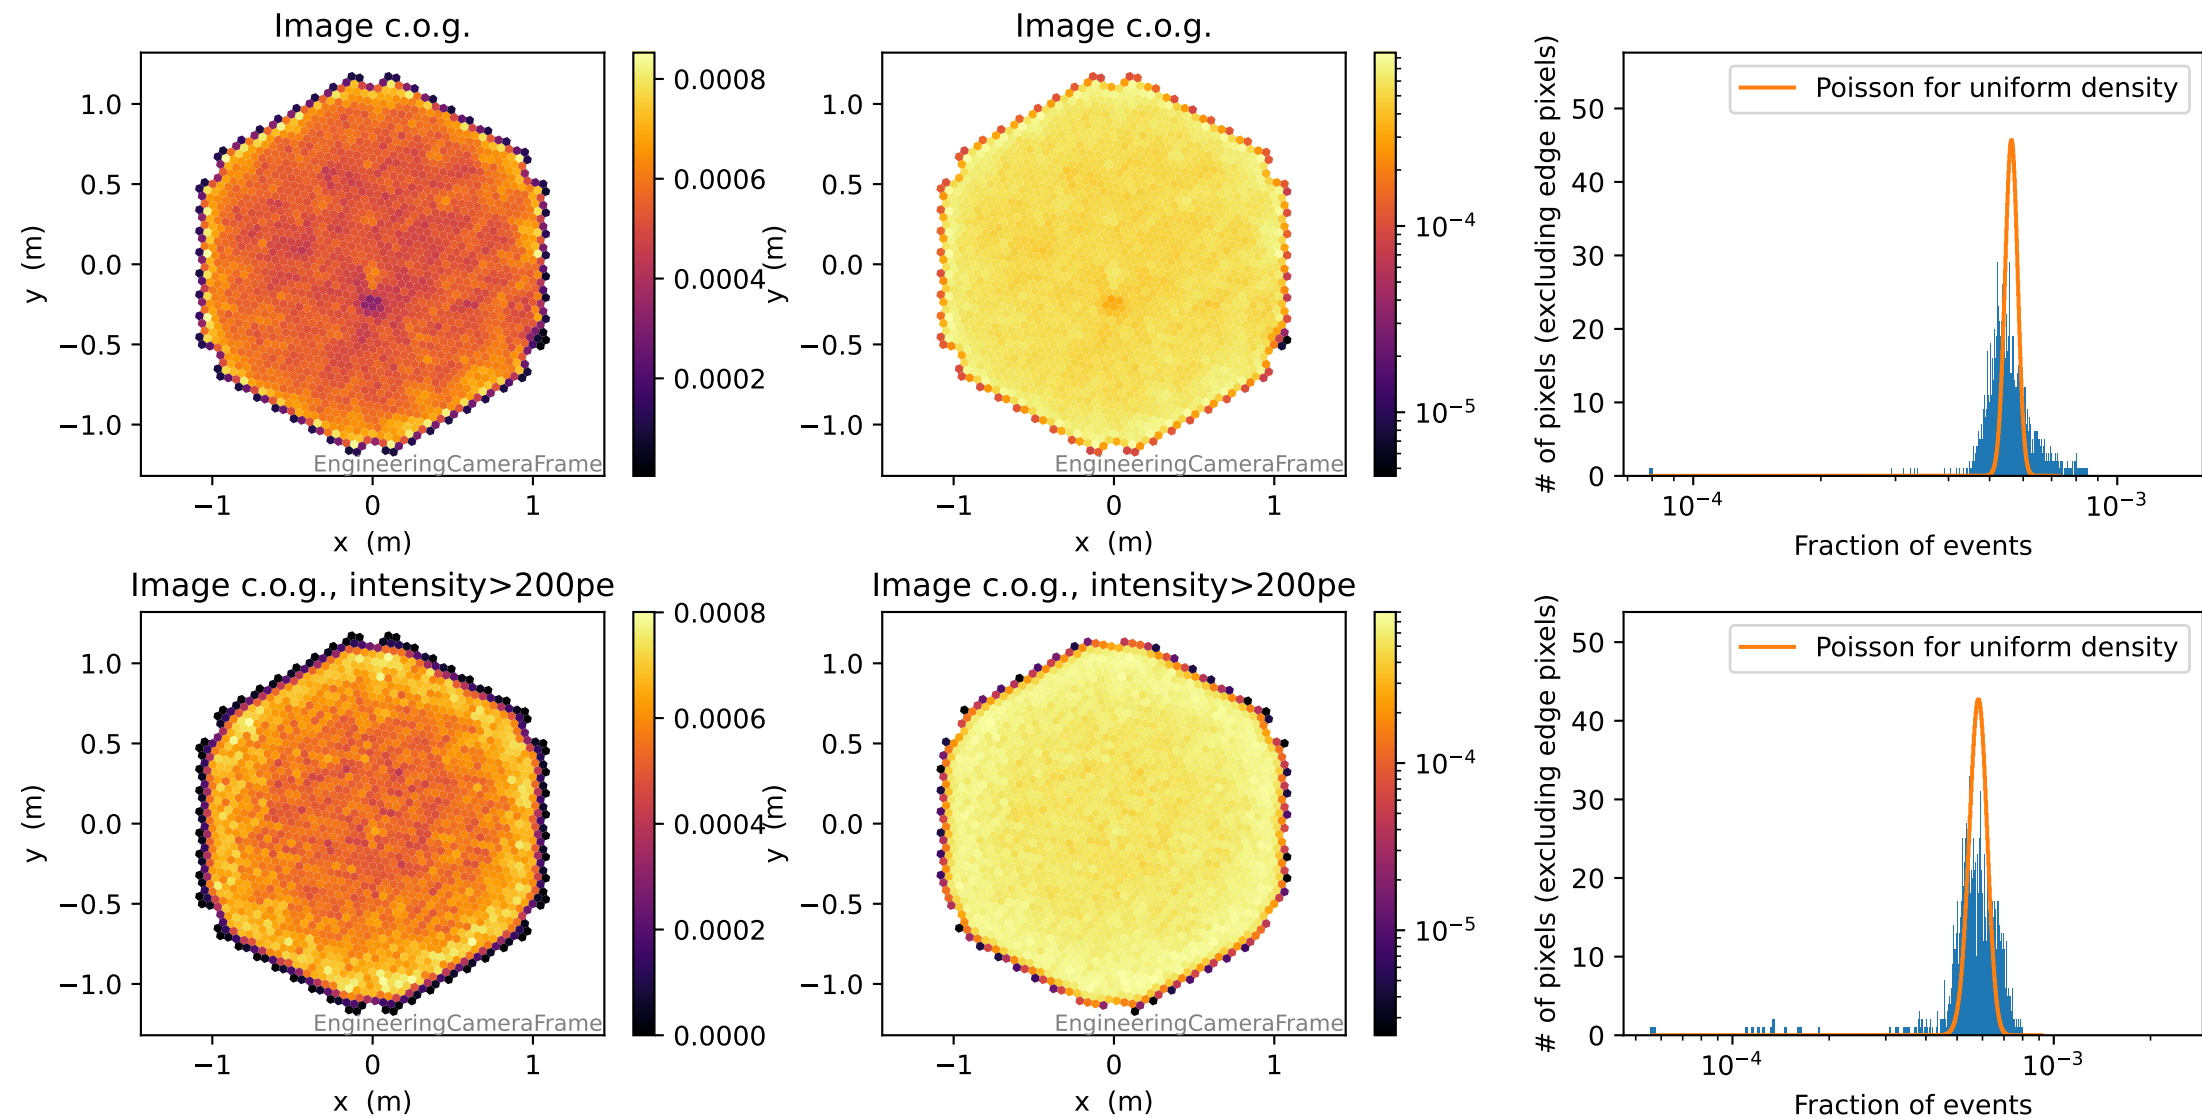 Image c.o.g.
y (m)
1.0
0.5
0.0
−0.5
−1.0
−1
0
1
x (m)
EngineeringCameraFrame
0.0008
0.0006
0.0004
0.0002
Image c.o.g.
y (m)
1.0
0.5
0.0
−0.5
−1.0
−1
0
1
x (m)
EngineeringCameraFrame
10⁻⁴
10⁻⁵
# of pixels (excluding edge pixels)
50
40
30
20
10
0
Poisson for uniform density
10⁻⁴
10⁻³
Fraction of events
Image c.o.g., intensity>200pe
y (m)
1.0
0.5
0.0
−0.5
−1.0
−1
0
1
x (m)
EngineeringCameraFrame
0.0008
0.0006
0.0004
0.0002
0.0000
Image c.o.g., intensity>200pe
y (m)
1.0
0.5
0.0
−0.5
−1.0
−1
0
1
x (m)
EngineeringCameraFrame
10⁻⁴
10⁻⁵
# of pixels (excluding edge pixels)
50
40
30
20
10
0
Poisson for uniform density
10⁻⁴
10⁻³
Fraction of events